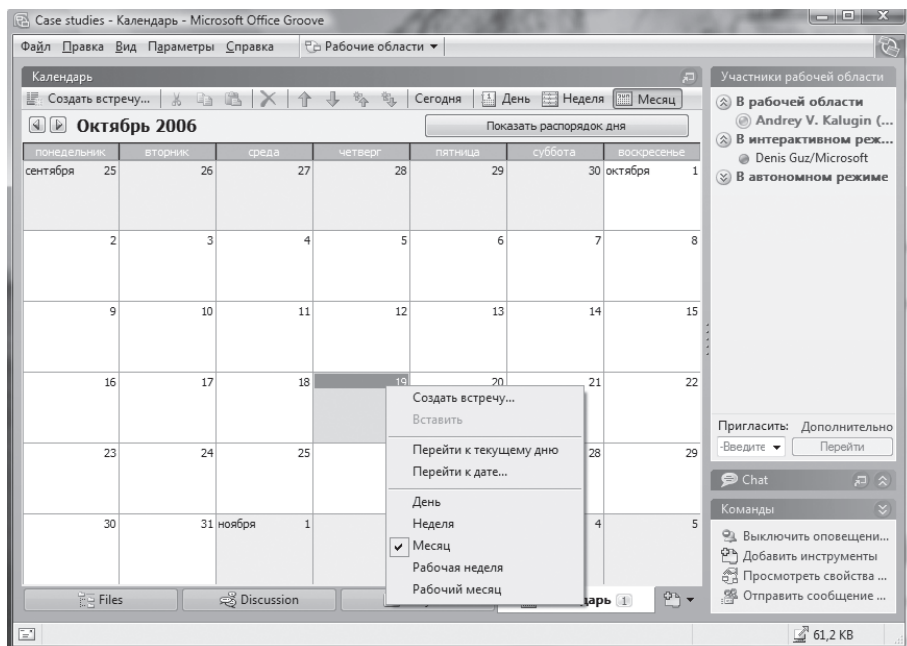 Case studies - Календарь - Microsoft Office Groove
Файл Правка Вид Параметры Справка Рабочие области
Календарь
Создать встречу... Сегодня День Неделя Месяц
Октябрь 2006 Показать распорядок дня
понедельник вторник среда четверг пятница суббота воскресенье
сентября 25 26 27 28 29 30 октября 1
2 3 4 5 6 7 8
9 10 11 12 13 14 15
16 17 18 19 20 21 22
23 24 25 28 29
30 31 ноября 1 4 5
Создать встречу...
Вставить
Перейти к текущему дню
Перейти к дате...
День
Неделя
Месяц
Рабочая неделя
Рабочий месяц
Files Discussion 1
Участники рабочей области
В рабочей области
Andrey V. Kalugin (...
В интерактивном реж...
Denis Guz/Microsoft
В автономном режиме
Пригласить: Дополнительно
-Введите Перейти
Chat
Команды
Выключить оповещени...
Добавить инструменты
Просмотреть свойства ...
Отправить сообщение ...
61,2 KB